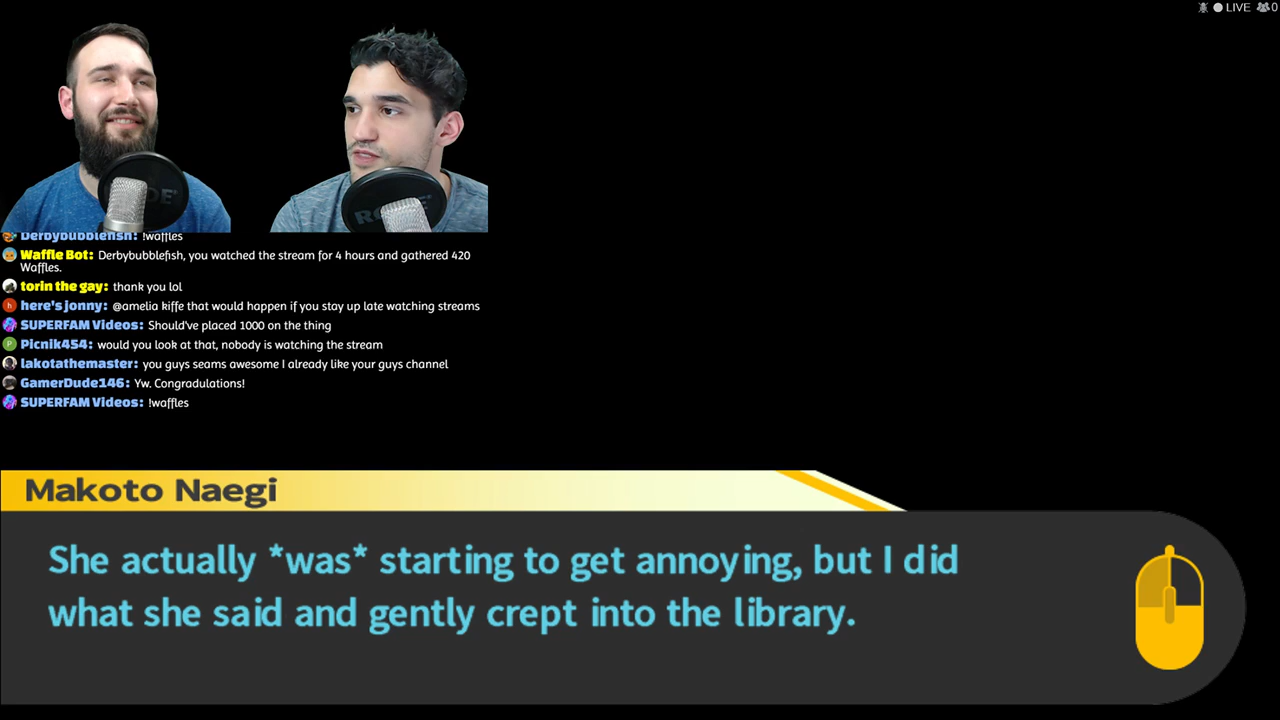 LIVE 0
Derbybubblefish: !waffles
Waffle Bot: Derbybubblefish, you watched the stream for 4 hours and gathered 420
Waffles.
torin the gay: thank you lol
h here's jonny: @amelia kiffe that would happen if you stay up late watching streams
SUPERFAM Videos: Should've placed 1000 on the thing
P Picnik454: would you look at that, nobody is watching the stream
lakotathemaster: you guys seams awesome I already like your guys channel
GamerDude146: Yw. Congradulations!
SUPERFAM Videos: !waffles
Makoto Naegi
She actually *was* starting to get annoying, but I did
what she said and gently crept into the library.